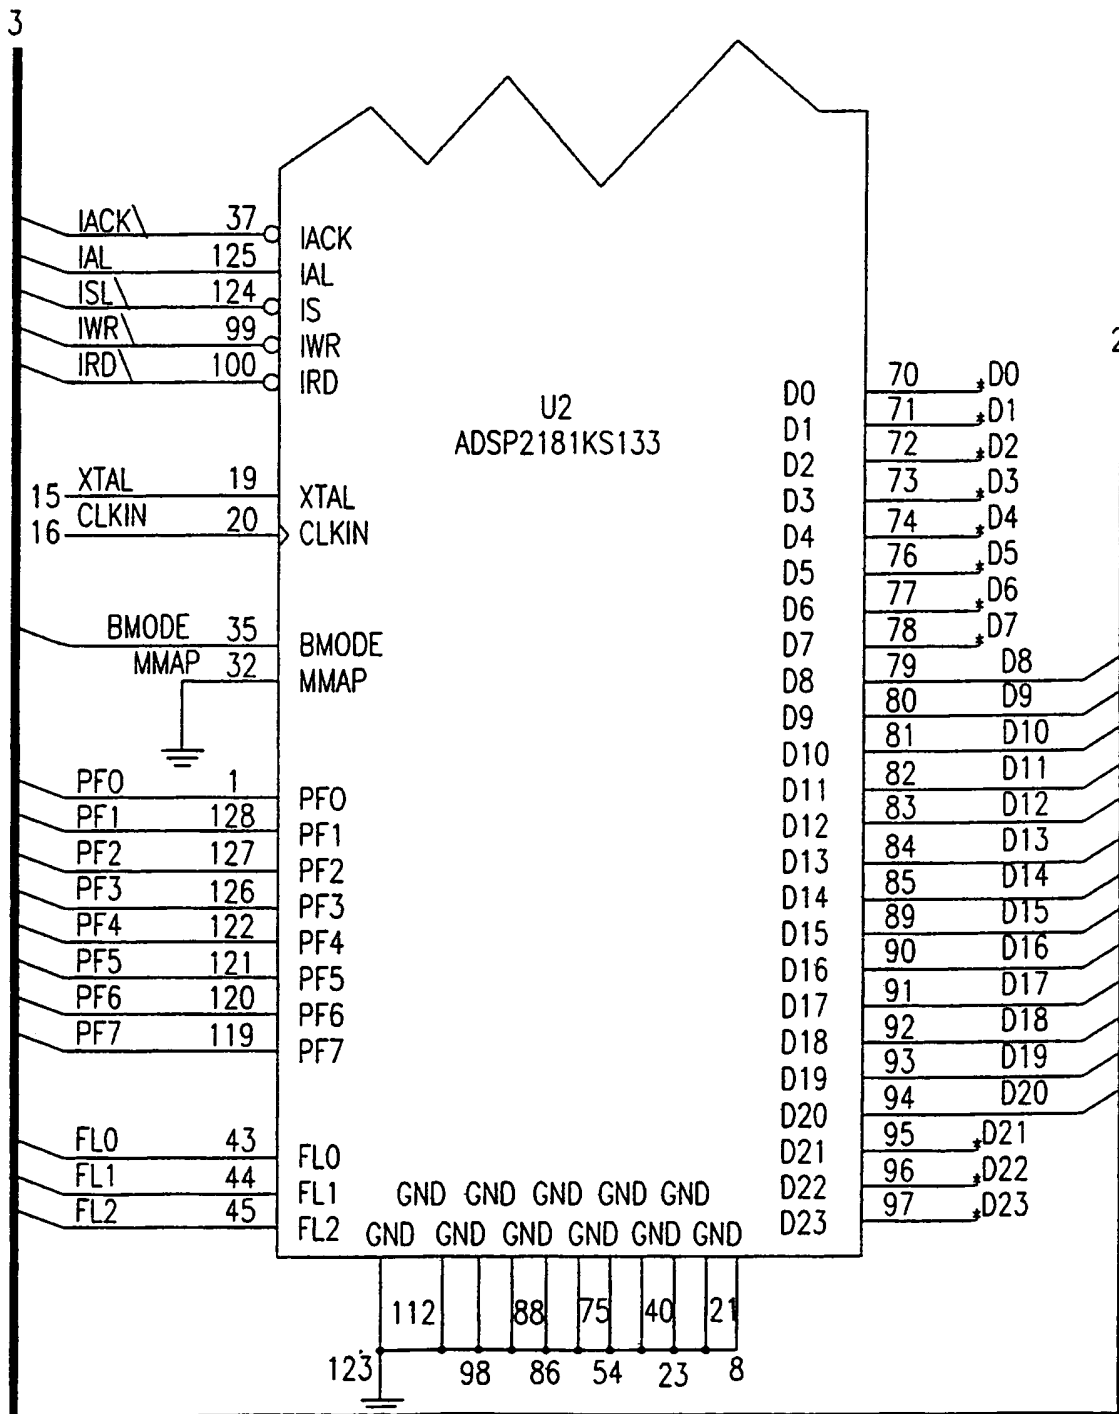 3
IACK\ 37 IACK
IAL 125 IAL
ISL\ 124 IS
IWR\ 99 IWR
IRD\ 100 IRD
2
U2
ADSP2181KS133
15 XTAL 19 XTAL
16 CLKIN 20 CLKIN
BMODE 35 BMODE
MMAP 32 MMAP
PF0 1 PF0
PF1 128 PF1
PF2 127 PF2
PF3 126 PF3
PF4 122 PF4
PF5 121 PF5
PF6 120 PF6
PF7 119 PF7
FL0 43 FL0
FL1 44 FL1
FL2 45 FL2
D0 70 *D0
D1 71 *D1
D2 72 *D2
D3 73 *D3
D4 74 *D4
D5 76 *D5
D6 77 *D6
D7 78 *D7
D8 79 D8
D9 80 D9
D10 81 D10
D11 82 D11
D12 83 D12
D13 84 D13
D14 85 D14
D15 89 D15
D16 90 D16
D17 91 D17
D18 92 D18
D19 93 D19
D20 94 D20
D21 95 *D21
D22 96 *D22
D23 97 *D23
GND GND GND GND GND
GND GND GND GND GND GND
112 88 75 40 21
123 98 86 54 23 8